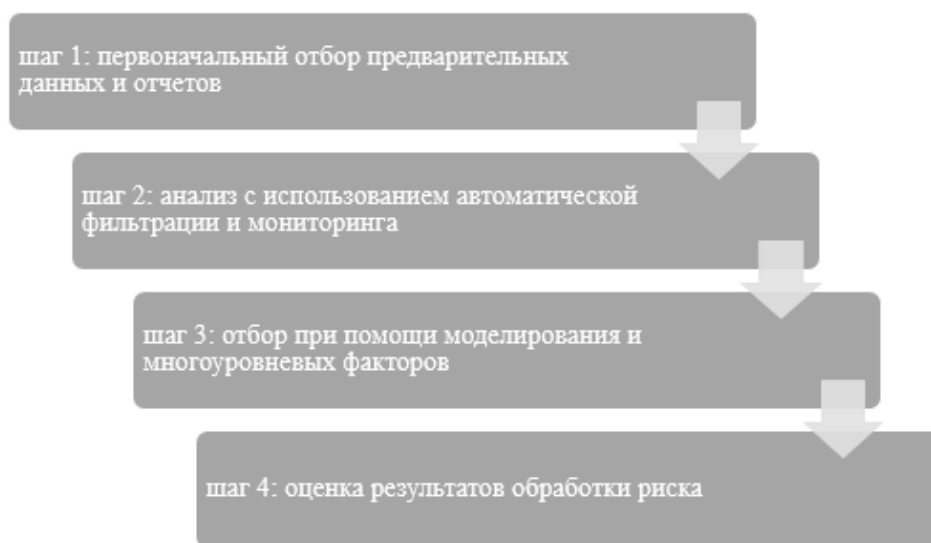 шаг 1: первоначальный отбор предварительных
данных и отчетов
шаг 2: анализ с использованием автоматической
фильтрации и мониторинга
шаг 3: отбор при помощи моделирования и
многоуровневых факторов
шаг 4: оценка результатов обработки риска